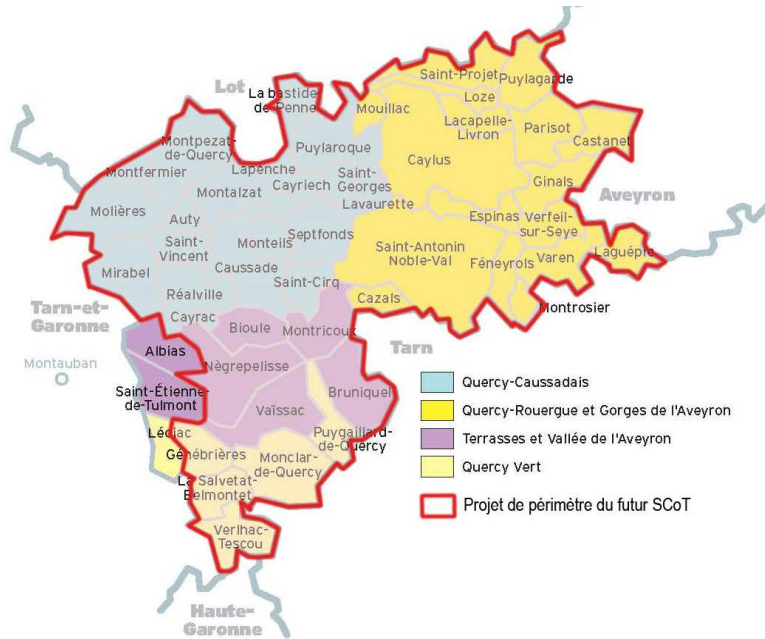 Lot
La bastide
de-Penne
Saint-Projet
Puylagarde
Loze
Mouillac
Lacapelle-
Livron
Parisot
Castanet
Montpezat-
de-Quercy
Puylaroque
Caylus
Montfermier
Lapenche
Saint-
Georges
Ginals
Montalzat
Cayriech
Aveyron
Molières
Lavaurette
Auty
Espinas
Verfeil-
sur-Seye
Septfonds
Saint-
Vincent
Monteils
Saint-Antonin
Noble-Val
Laguépie
Varen
Mirabel
Caussade
Féneyrols
Saint-Cirq
Réalville
Cazals
Montrosier
Tarn-et-
Garonne
Cayrac
Bioule
Montricoux
Tarn
Albias
Montauban
Nègrepelisse
Saint-Étienne-
de-Tulmont
Bruniquel
Vaïssac
Léojac
Génébrières
Puygaillard-
de-Quercy
Monclar-
de-Quercy
La Salvetat-
Belmontet
Verlhac-
Tescou
Haute-
Garonne
Quercy-Caussadais
Quercy-Rouergue et Gorges de l'Aveyron
Terrasses et Vallée de l'Aveyron
Quercy Vert
Projet de périmètre du futur SCoT